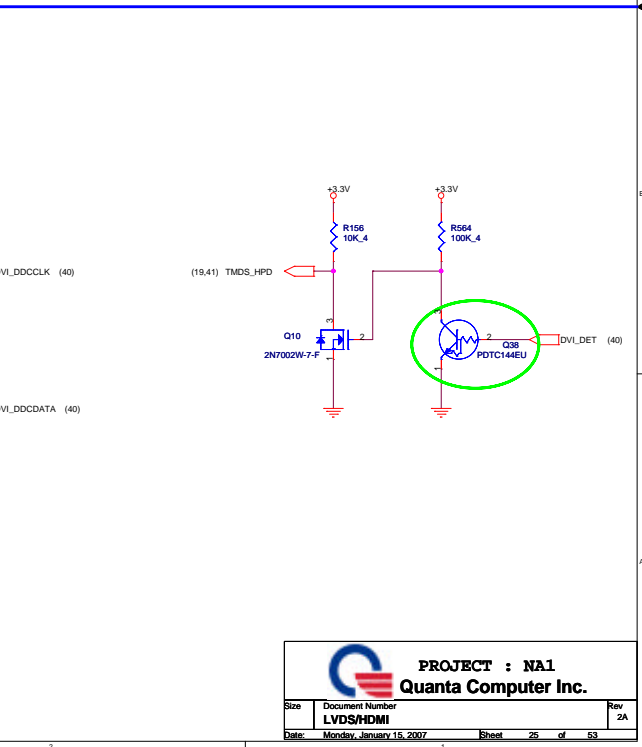 +3.3V
+3.3V
R156
10K_4
R564
100K_4
VI_DDCCLK (40)
(19,41) TMDS_HPD
3
3
Q10
2
2
Q38
DVI_DET (40)
2N7002W-7-F
PDTC144EU
1
1
VI_DDCDATA (40)
PROJECT : NA1
Quanta Computer Inc.
Size
Document Number
Rev
LVDS/HDMI
2A
Date:
Monday, January 15, 2007
Sheet
25
of
53
1